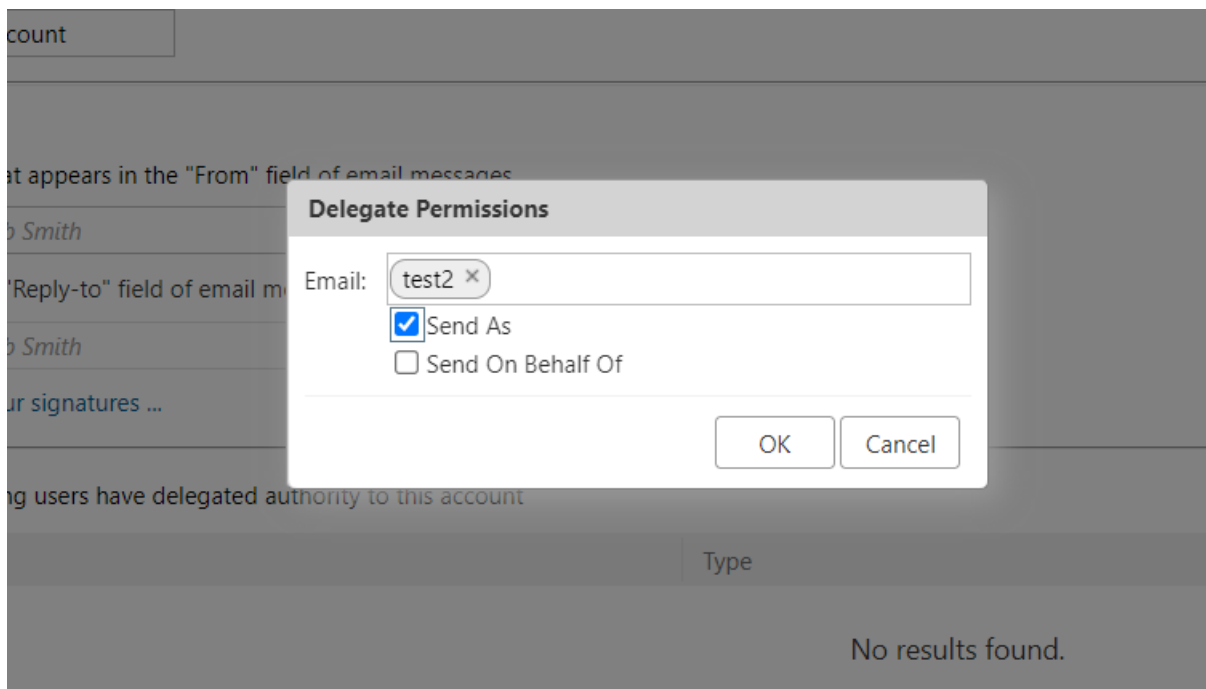 count
at appears in the "From" field of email messages
Delegate Permissions
Smith
Email: test2 ×
"Reply-to" field of email
Send As
Smith
Send On Behalf Of
ur signatures ...
OK Cancel
ng users have delegated authority to this account
Type
No results found.